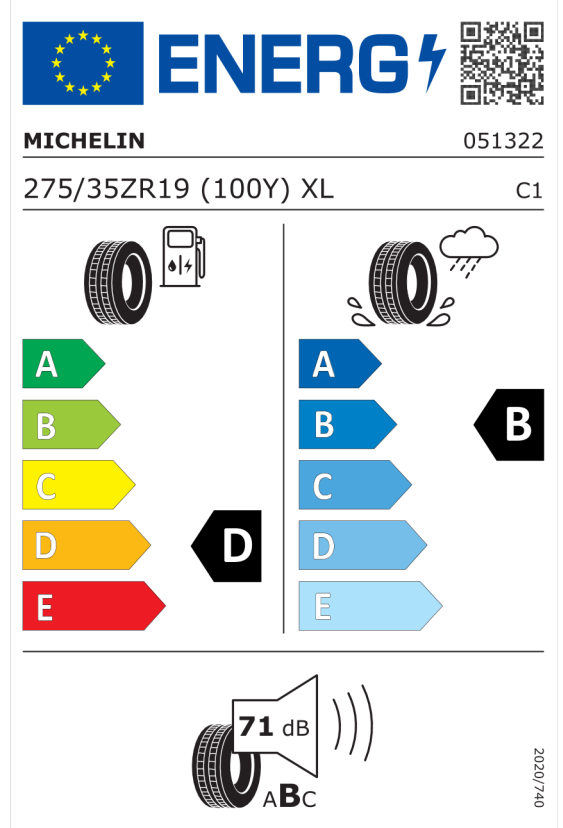 ENERG
MICHELIN 051322
275/35ZR19 (100Y) XL C1
A A
B B B
C C
D D D
E E
71 dB
ABC
2020/740